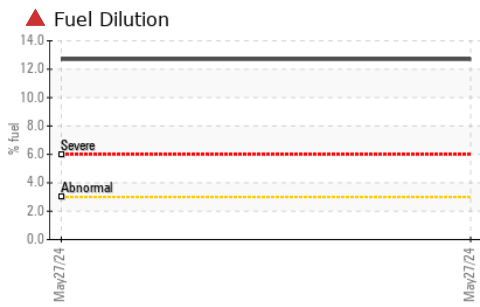 Fuel Dilution
14.0
12.0
10.0
8.0
6.0
4.0
2.0
0.0
% fuel
Severe
Abnormal
May27/24
May27/24